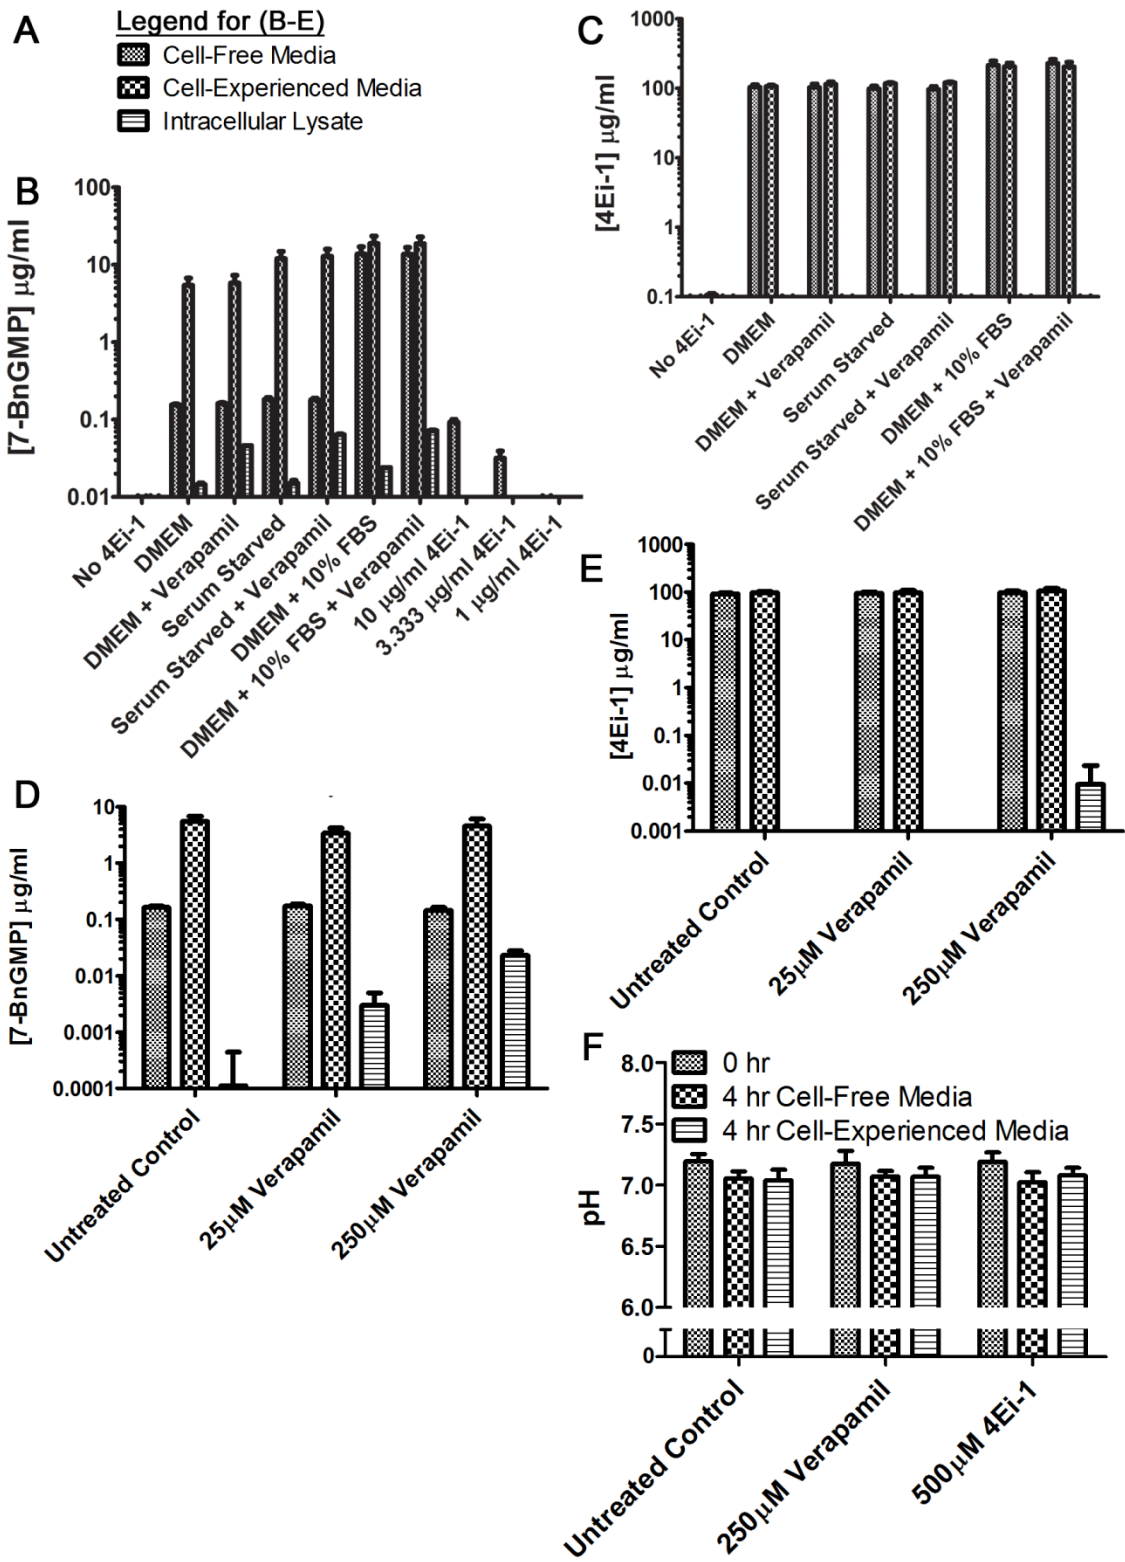 A
Legend for (B-E)
Cell-Free Media
Cell-Experienced Media
Intracellular Lysate
B
[7-BnGMP] µg/ml
100
10
1
0.1
0.01
No 4Ei-1
DMEM
DMEM + Verapamil
Serum Starved
Serum Starved + Verapamil
DMEM + 10% FBS
DMEM + 10% FBS + Verapamil
10 µg/ml 4Ei-1
3.333 µg/ml 4Ei-1
1 µg/ml 4Ei-1
C
[4Ei-1] µg/ml
1000
100
10
1
0.1
No 4Ei-1
DMEM
DMEM + Verapamil
Serum Starved
Serum Starved + Verapamil
DMEM + 10% FBS
DMEM + 10% FBS + Verapamil
D
[7-BnGMP] µg/ml
10
1
0.1
0.01
0.001
0.0001
Untreated Control
25µM Verapamil
250µM Verapamil
E
[4Ei-1] µg/ml
1000
100
10
1
0.1
0.01
0.001
Untreated Control
25µM Verapamil
250µM Verapamil
F
0 hr
4 hr Cell-Free Media
4 hr Cell-Experienced Media
pH
8.0
7.5
7.0
6.5
6.0
0
Untreated Control
250µM Verapamil
500µM 4Ei-1